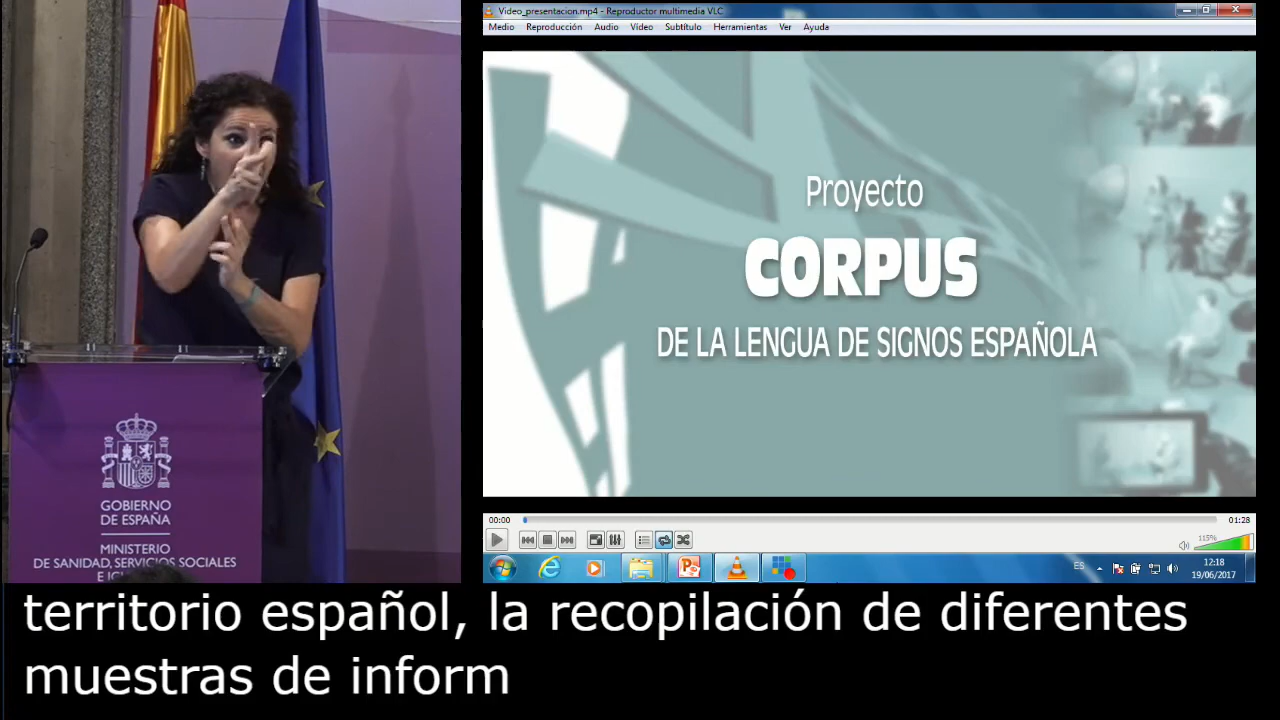 GOBIERNO
DE ESPAÑA
MINISTERIO
DE SANIDAD, SERVICIOS SOCIALES
Video_presentacion.mp4 - Reproductor multimedia VLC
Medio Reproducción Audio Vídeo Subtítulo Herramientas Ver Ayuda
Proyecto
CORPUS
DE LA LENGUA DE SIGNOS ESPAÑOLA
00:00 01:28
115%
ES 12:18
19/06/2017
territorio español, la recopilación de diferentes
muestras de inform